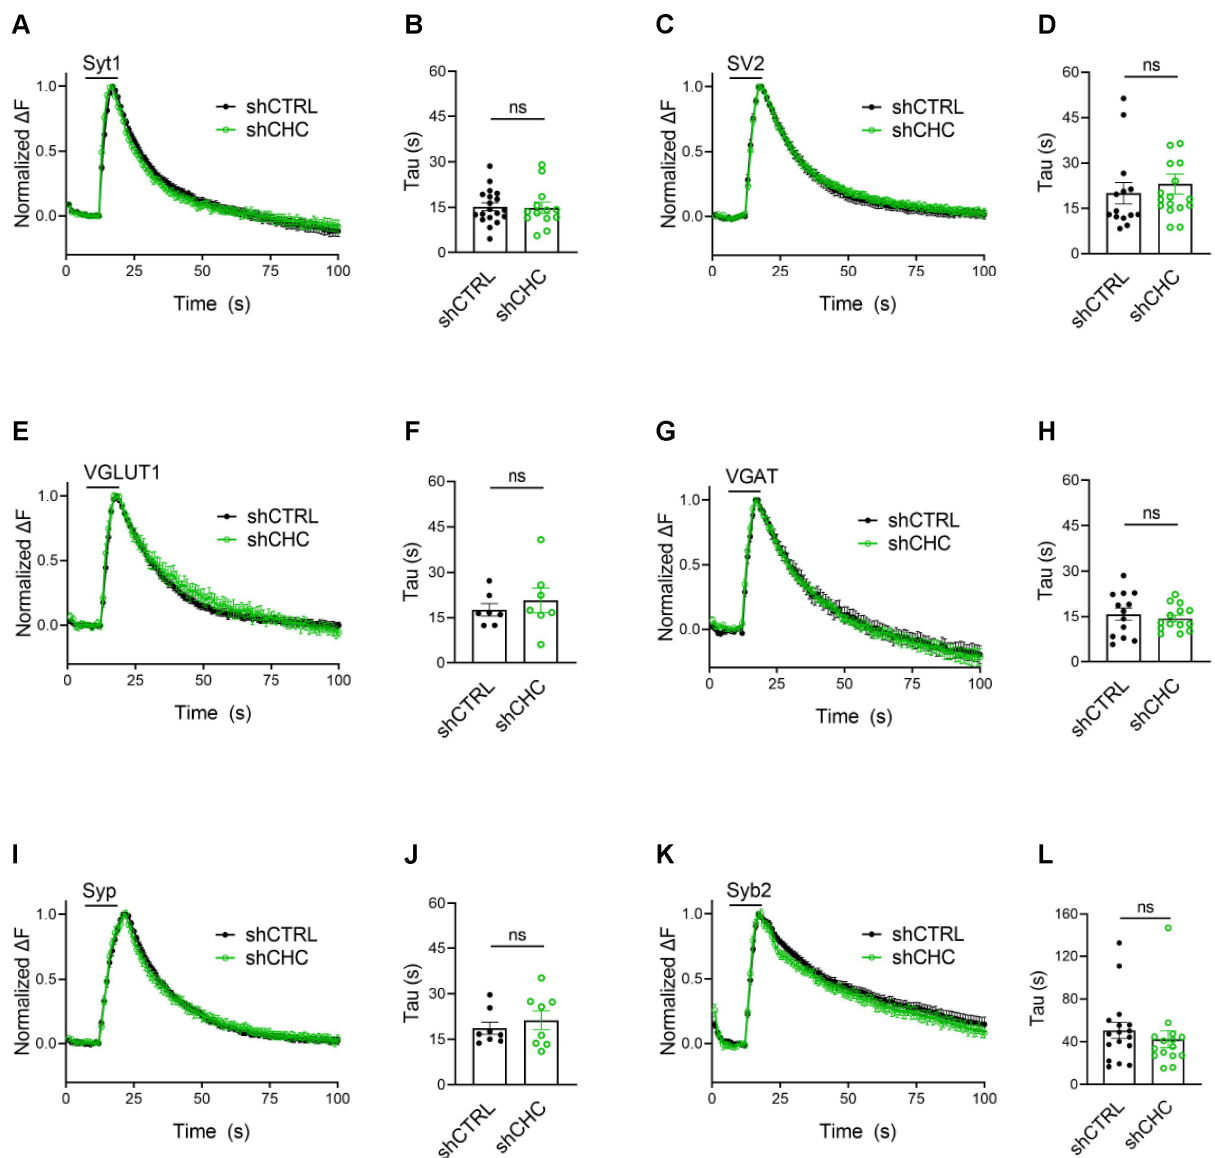 A
B
C
D
Syt1
shCTRL
shCHC
Normalized ΔF
1.0
0.5
0.0
0 25 50 75 100
Time (s)
ns
Tau (s)
60
45
30
15
0
shCTRL
shCHC
SV2
shCTRL
shCHC
Normalized ΔF
1.0
0.5
0.0
0 25 50 75 100
Time (s)
ns
Tau (s)
60
45
30
15
0
shCTRL
shCHC
E
F
G
H
VGLUT1
shCTRL
shCHC
Normalized ΔF
1.0
0.5
0.0
0 25 50 75 100
Time (s)
ns
Tau (s)
60
45
30
15
0
shCTRL
shCHC
VGAT
shCTRL
shCHC
Normalized ΔF
1.0
0.5
0.0
0 25 50 75 100
Time (s)
ns
Tau (s)
60
45
30
15
0
shCTRL
shCHC
I
J
K
L
Syp
shCTRL
shCHC
Normalized ΔF
1.0
0.5
0.0
0 25 50 75 100
Time (s)
ns
Tau (s)
60
45
30
15
0
shCTRL
shCHC
Syb2
shCTRL
shCHC
Normalized ΔF
1.0
0.5
0.0
0 25 50 75 100
Time (s)
ns
Tau (s)
160
120
80
40
0
shCTRL
shCHC